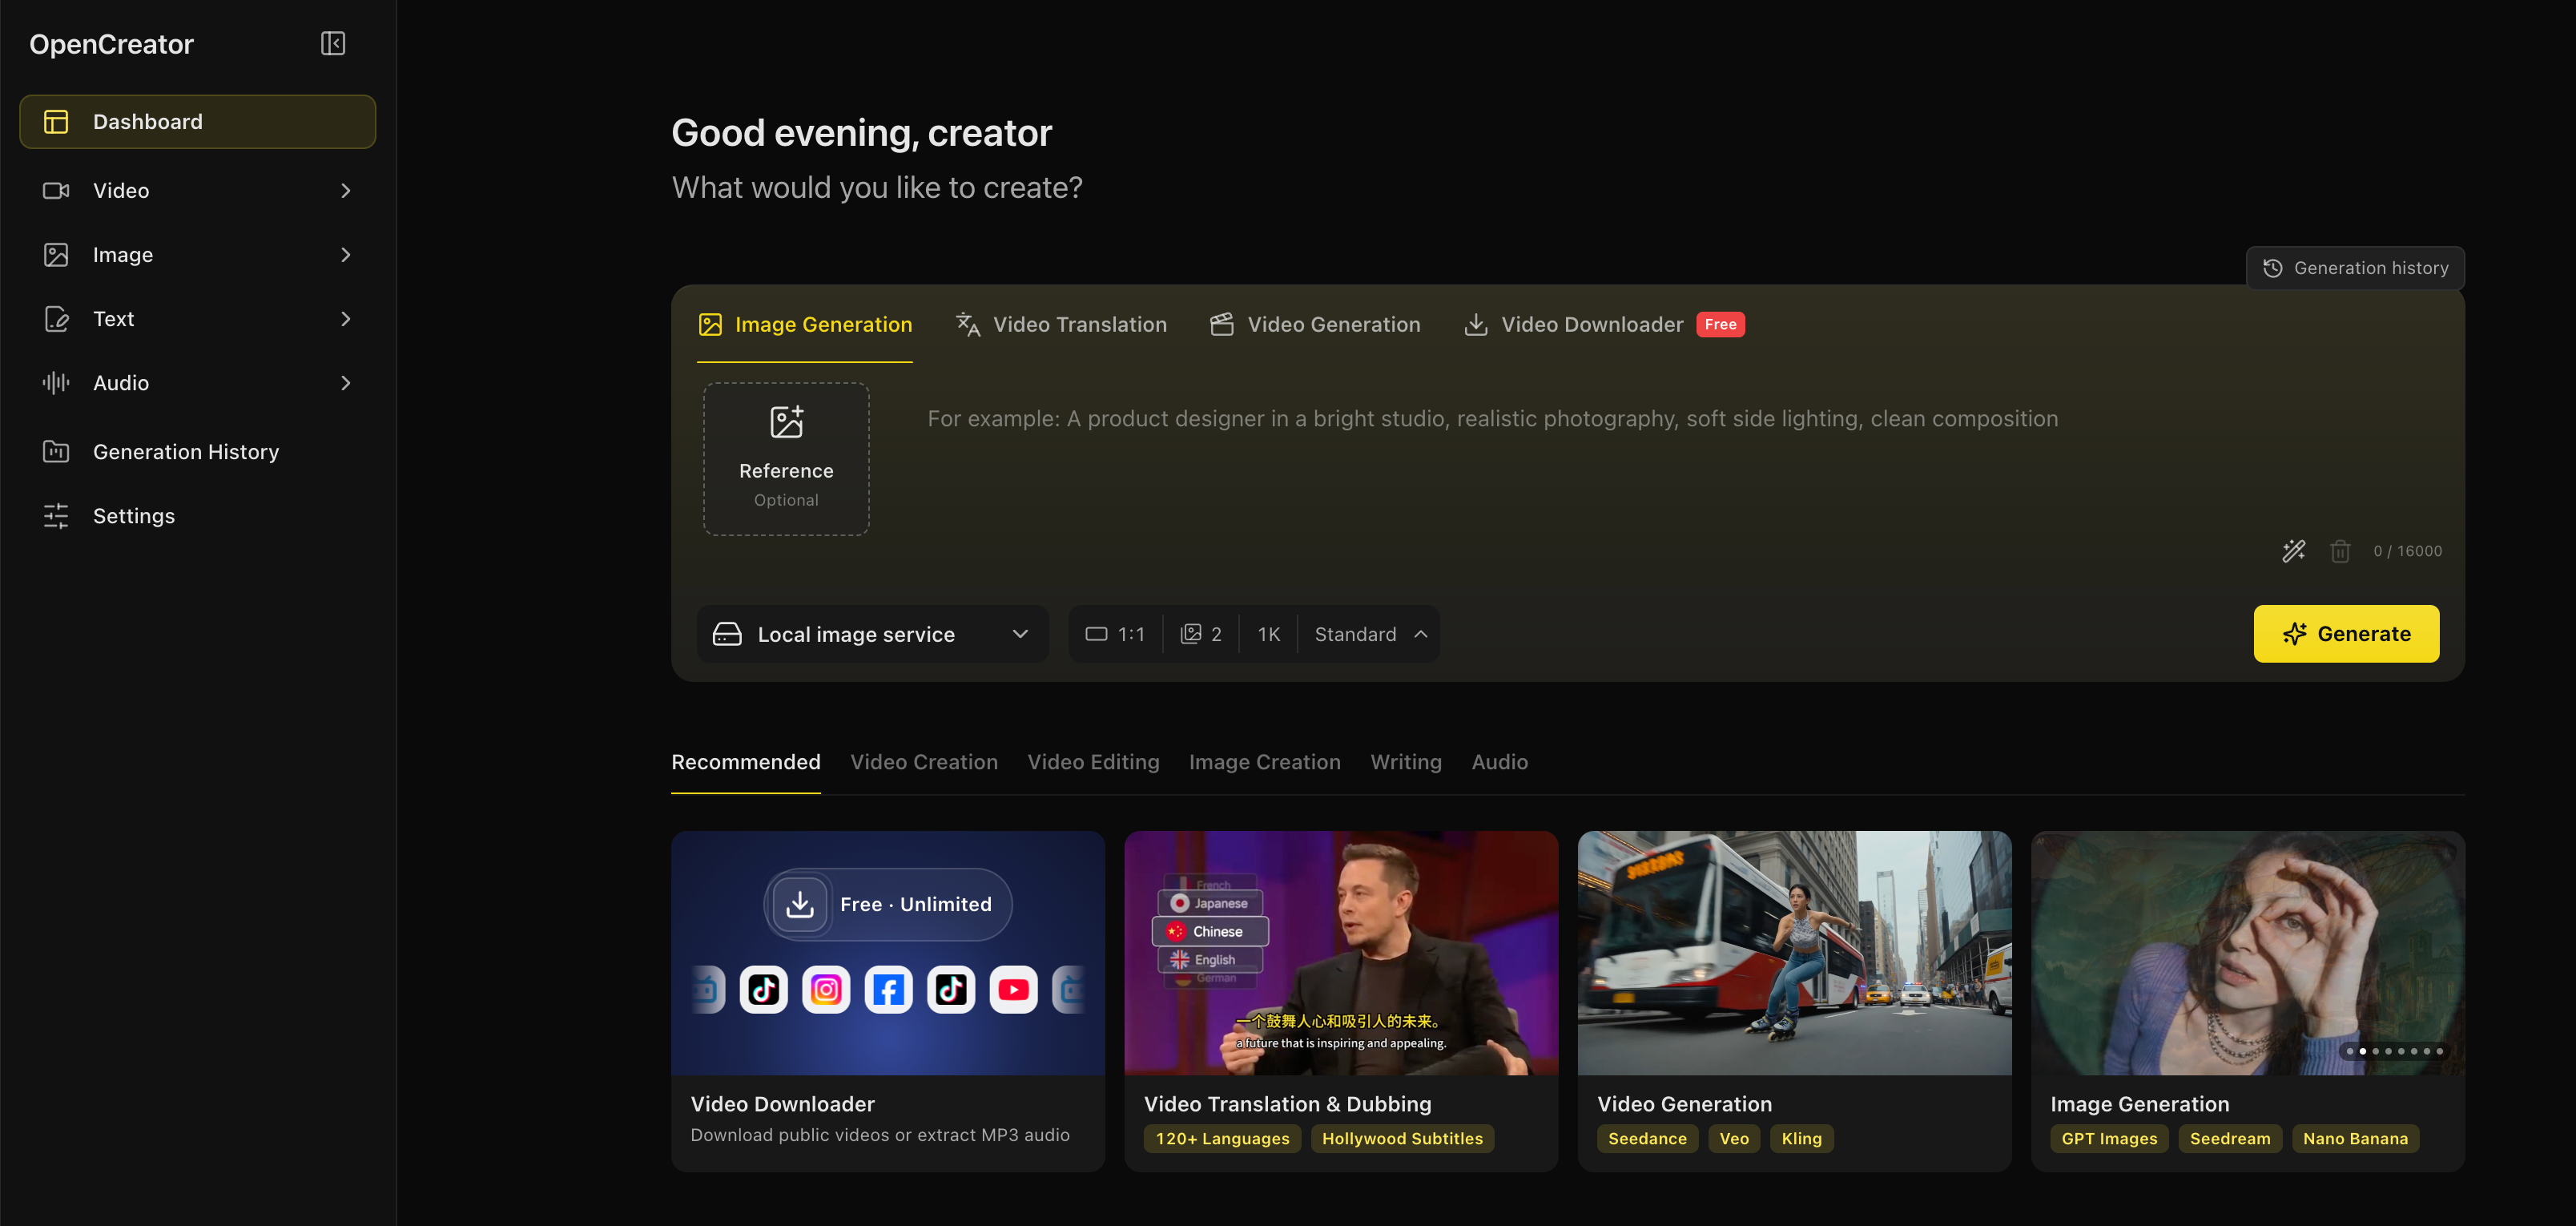 OpenCreator
Dashboard
Video
Image
Text
Audio
Generation History
Settings
Good evening, creator
What would you like to create?
Generation history
Image Generation
Video Translation
Video Generation
Video Downloader Free
Reference
Optional
For example: A product designer in a bright studio, realistic photography, soft side lighting, clean composition
0 / 16000
Local image service
1:1
2
1K
Standard
Generate
Recommended
Video Creation
Video Editing
Image Creation
Writing
Audio
Free · Unlimited
Video Downloader
Download public videos or extract MP3 audio
French
Japanese
Chinese
English
German
一个鼓舞人心和吸引人的未来。
a future that is inspiring and appealing.
Video Translation & Dubbing
120+ Languages
Hollywood Subtitles
Video Generation
Seedance
Veo
Kling
Image Generation
GPT Images
Seedream
Nano Banana